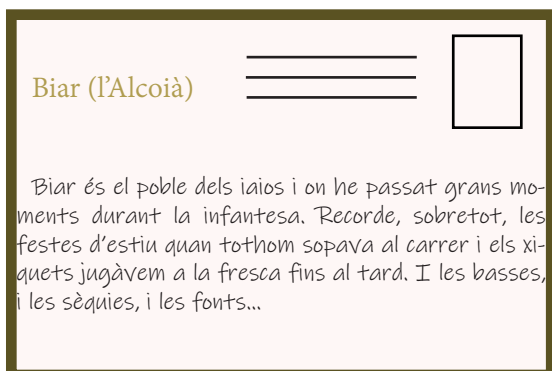 Biar (l’Alcoià)
Biar és el poble dels iaios i on he passat grans mo-
ments durant la infantesa. Recorde, sobretot, les
festes d’estiu quan tothom sopava al carrer i els xi-
quets jugàvem a la fresca fins al tard. I les basses,
i les sèquies, i les fonts...